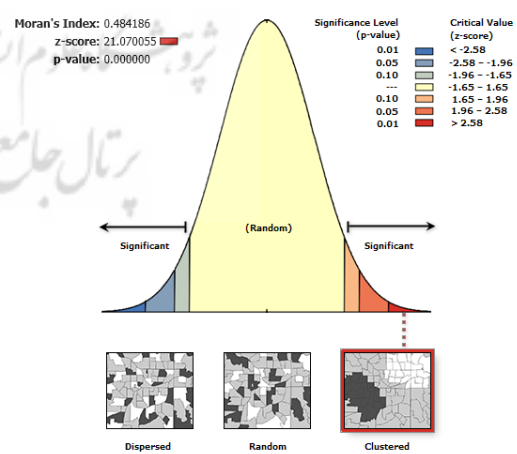 Moran's Index: 0.484186
z-score: 21.070055
p-value: 0.000000
Significance Level
(p-value)
Critical Value
(z-score)
0.01 < -2.58
0.05 -2.58 – -1.96
0.10 -1.96 – -1.65
--- -1.65 – 1.65
0.10 1.65 – 1.96
0.05 1.96 – 2.58
0.01 > 2.58
(Random)
Significant
Significant
Dispersed
Random
Clustered
پرتال جامع